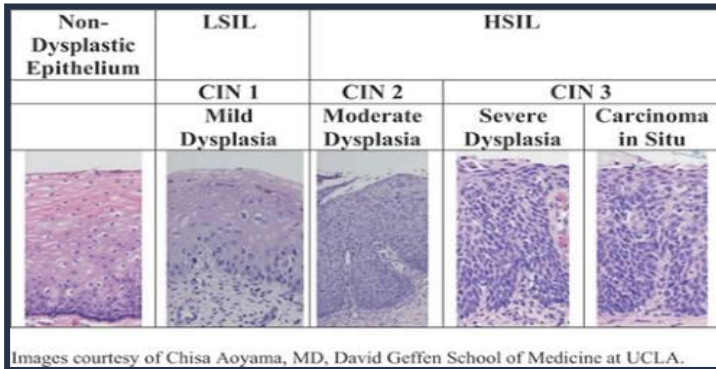 Non-
Dysplastic
Epithelium
LSIL
HSIL
CIN 1
CIN 2
CIN 3
Mild
Dysplasia
Moderate
Dysplasia
Severe
Dysplasia
Carcinoma
in Situ
Images courtesy of Chisa Aoyama, MD, David Geffen School of Medicine at UCLA.